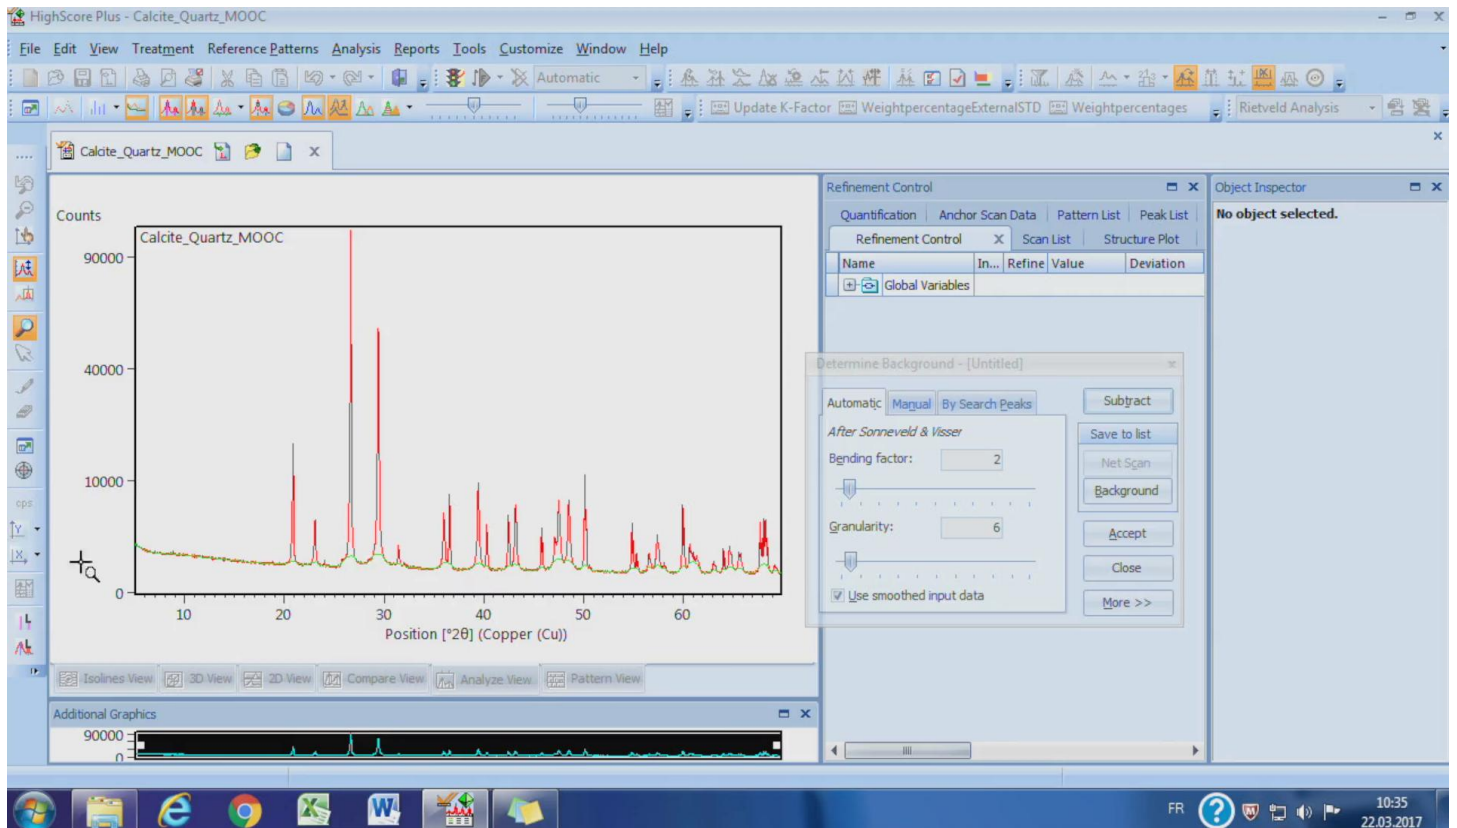 HighScore Plus - Calcite_Quartz_MOOC
File Edit View Treatment Reference Patterns Analysis Reports Tools Customize Window Help
Automatic
Update K-Factor WeightpercentageExternalSTD Weightpercentages Rietveld Analysis
Calcite_Quartz_MOOC
Counts
Calcite_Quartz_MOOC
90000
40000
10000
0
10 20 30 40 50 60
Position [°2θ] (Copper (Cu))
cps
Isolines View 3D View 2D View Compare View Analyze View Pattern View
Additional Graphics
90000
0
Refinement Control
Quantification Anchor Scan Data Pattern List Peak List
Refinement Control X Scan List Structure Plot
Name In... Refine Value Deviation
Global Variables
Determine Background - [Untitled]
Automatic Manual By Search Peaks
After Sonneveld & Visser
Bending factor: 2
Granularity: 6
Use smoothed input data
Subtract
Save to list
Net Scan
Background
Accept
Close
More >>
Object Inspector
No object selected.
FR
10:35
22.03.2017